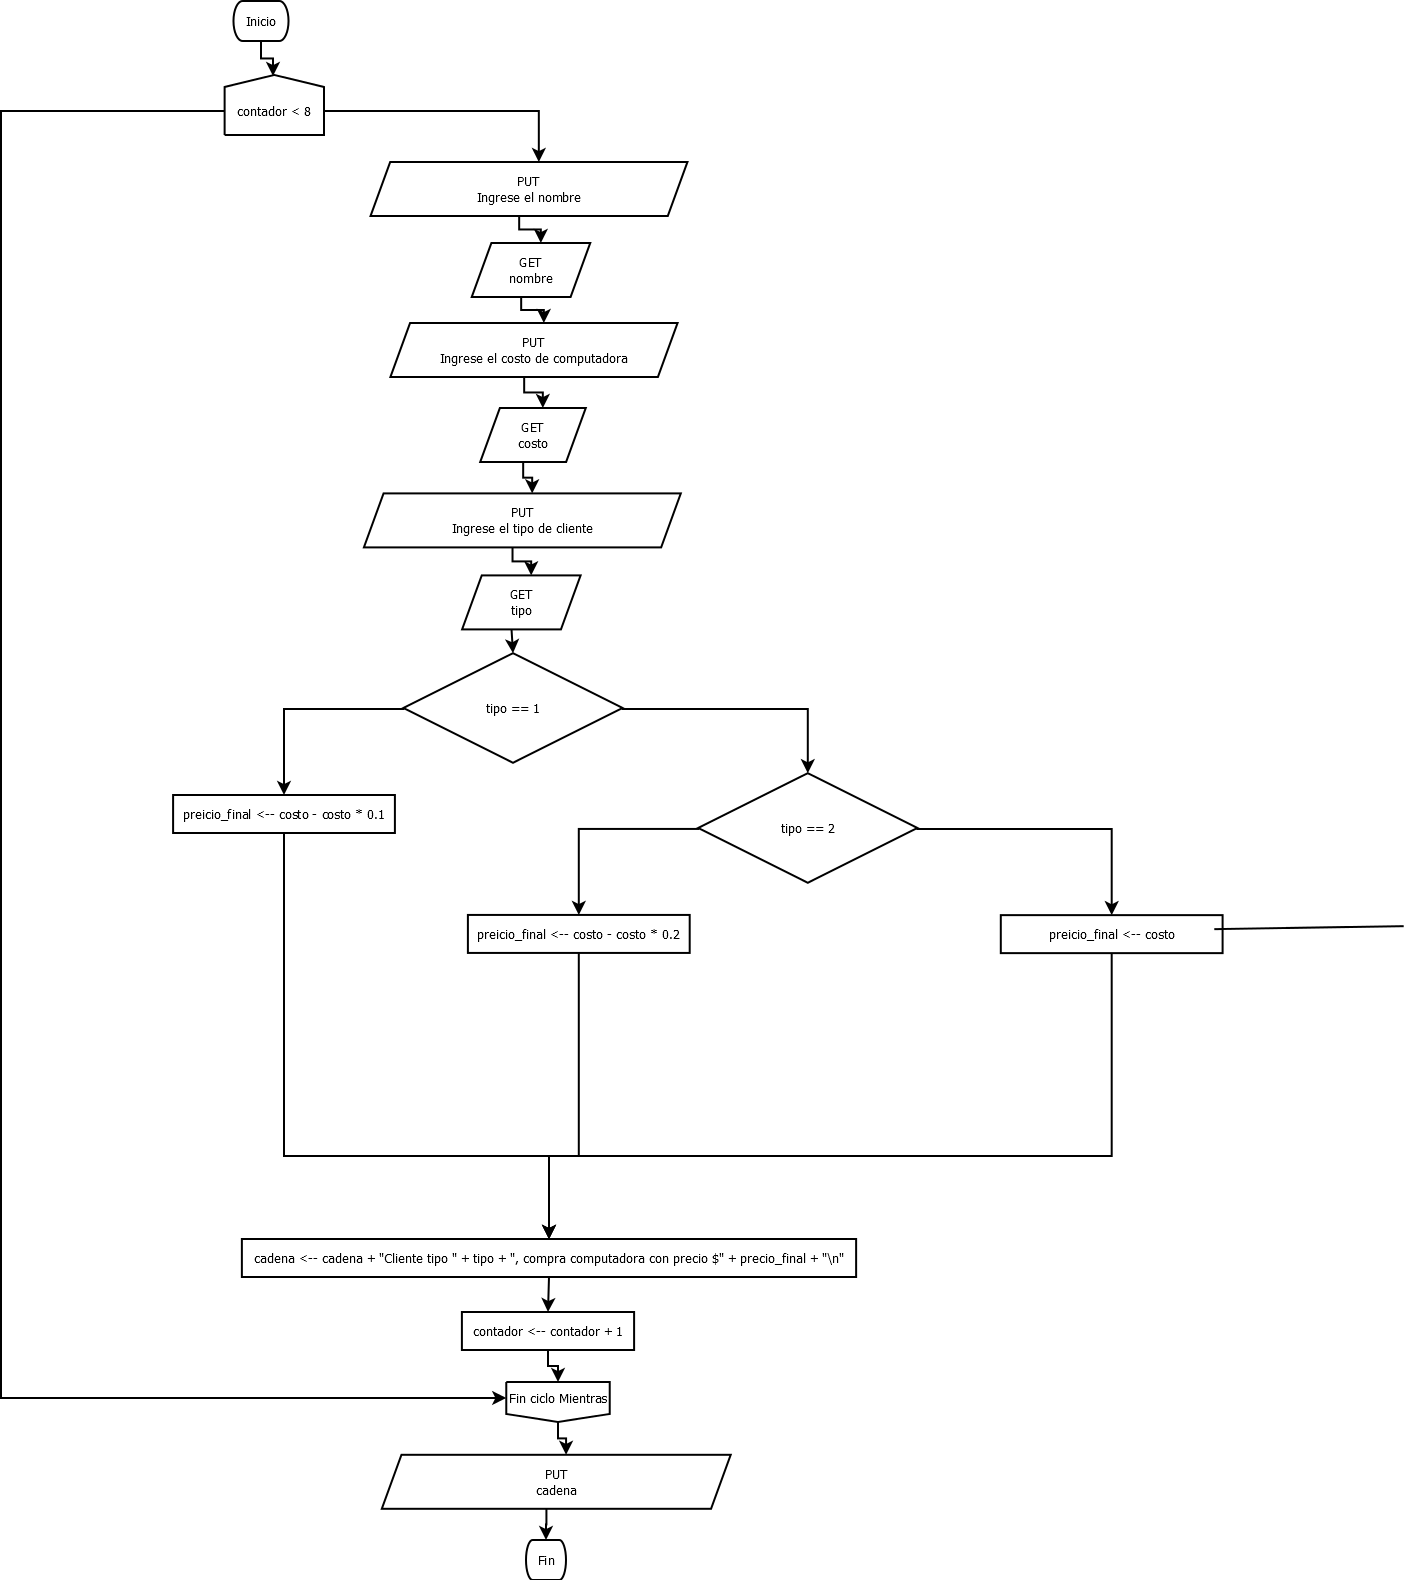 Inicio
contador < 8
PUT
Ingrese el nombre
GET
nombre
PUT
Ingrese el costo de computadora
GET
costo
PUT
Ingrese el tipo de cliente
GET
tipo
tipo == 1
preicio_final <-- costo - costo * 0.1
tipo == 2
preicio_final <-- costo - costo * 0.2
preicio_final <-- costo
cadena <-- cadena + "Cliente tipo " + tipo + ", compra computadora con precio $" + precio_final + "\n"
contador <-- contador + 1
Fin ciclo Mientras
PUT
cadena
Fin